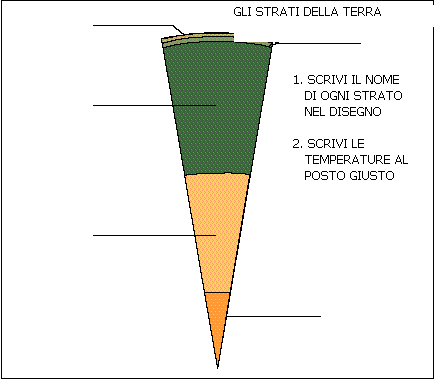 GLI STRATI DELLA TERRA
1. SCRIVI IL NOME
DI OGNI STRATO
NEL DISEGNO
2. SCRIVI LE
TEMPERATURE AL
POSTO GIUSTO